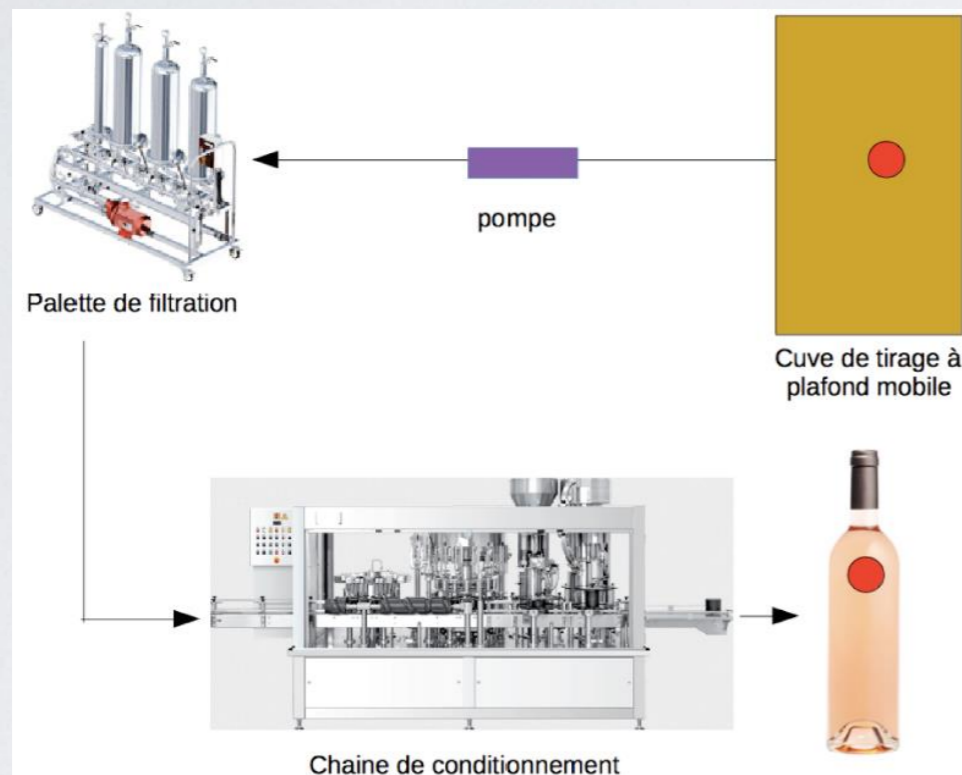 pompe
Palette de filtration
Cuve de tirage à
plafond mobile
Chaine de conditionnement